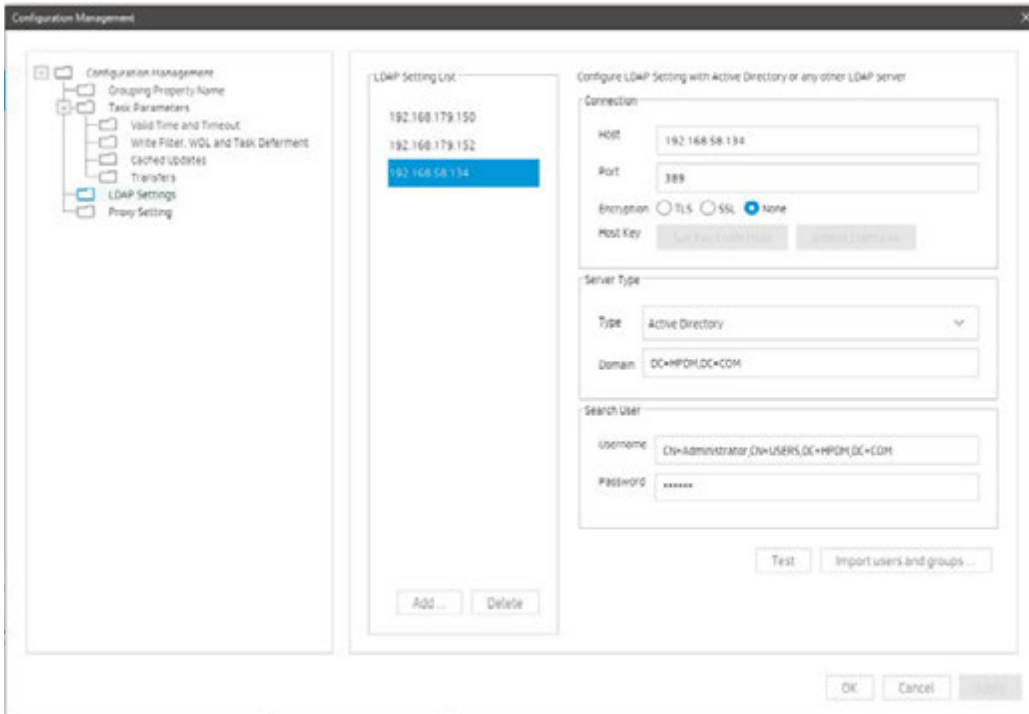 Configuration Management
Configuration Management
Grouping Property Name
Task Parameters
Valid Time and Timeout
Write Filter, WOL and Task Deferment
Cached Updates
Transfers
LDAP Settings
Proxy Setting
LDAP Setting List
192.168.179.150
192.168.179.152
192.168.58.134
Add ...
Delete
Configure LDAP Setting with Active Directory or any other LDAP server
Connection
Host 192.168.58.134
Port 389
Encryption TLS SSL None
Host Key
Server Type
Type Active Directory
Domain DC=HPDM,DC=COM
Search User
Username CN=Administrator,CN=USERS,DC=HPDM,DC=COM
Password ••••••
Test Import users and groups ...
OK Cancel Apply